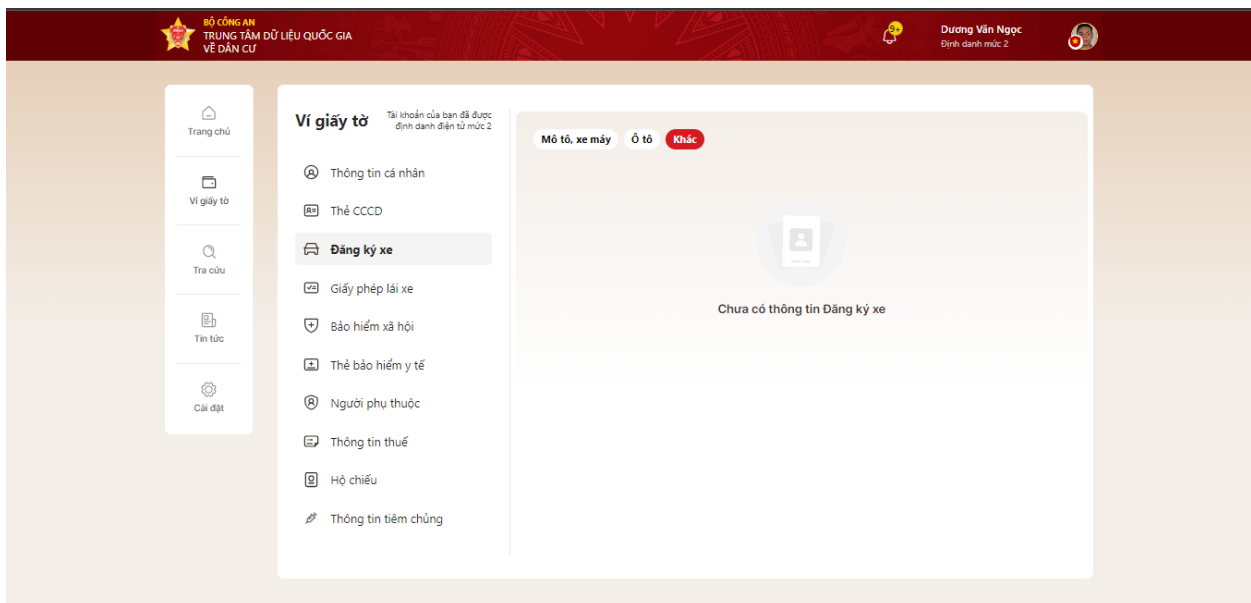 BỘ CÔNG AN
TRUNG TÂM DỮ LIỆU QUỐC GIA
VỀ DÂN CƯ
9+
Dương Văn Ngọc
Định danh mức 2
Trang chủ
Ví giấy tờ
Tra cứu
Tin tức
Cài đặt
Ví giấy tờ
Tài khoản của bạn đã được
định danh điện tử mức 2
Thông tin cá nhân
Thẻ CCCD
Đăng ký xe
Giấy phép lái xe
Bảo hiểm xã hội
Thẻ bảo hiểm y tế
Người phụ thuộc
Thông tin thuế
Hộ chiếu
Thông tin tiêm chủng
Mô tô, xe máy Ô tô Khác
Chưa có thông tin Đăng ký xe